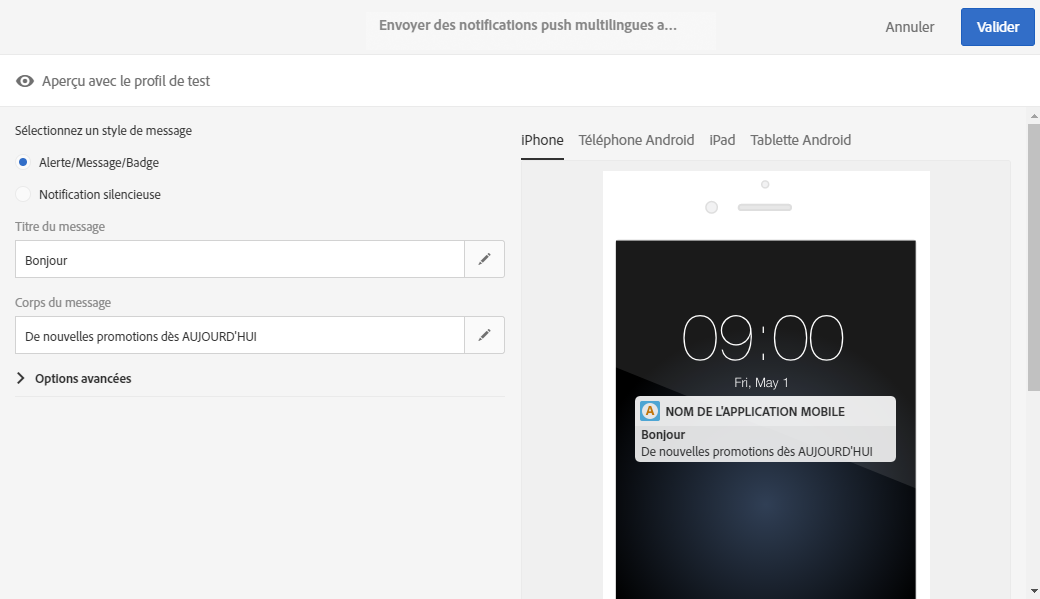 Envoyer des notifications push multilingues a...
Annuler
Valider
Aperçu avec le profil de test
Sélectionnez un style de message
Alerte/Message/Badge
Notification silencieuse
Titre du message
Bonjour
Corps du message
De nouvelles promotions dès AUJOURD'HUI
Options avancées
iPhone Téléphone Android iPad Tablette Android
09:00
Fri, May 1
A NOM DE L'APPLICATION MOBILE
Bonjour
De nouvelles promotions dès AUJOURD'HUI